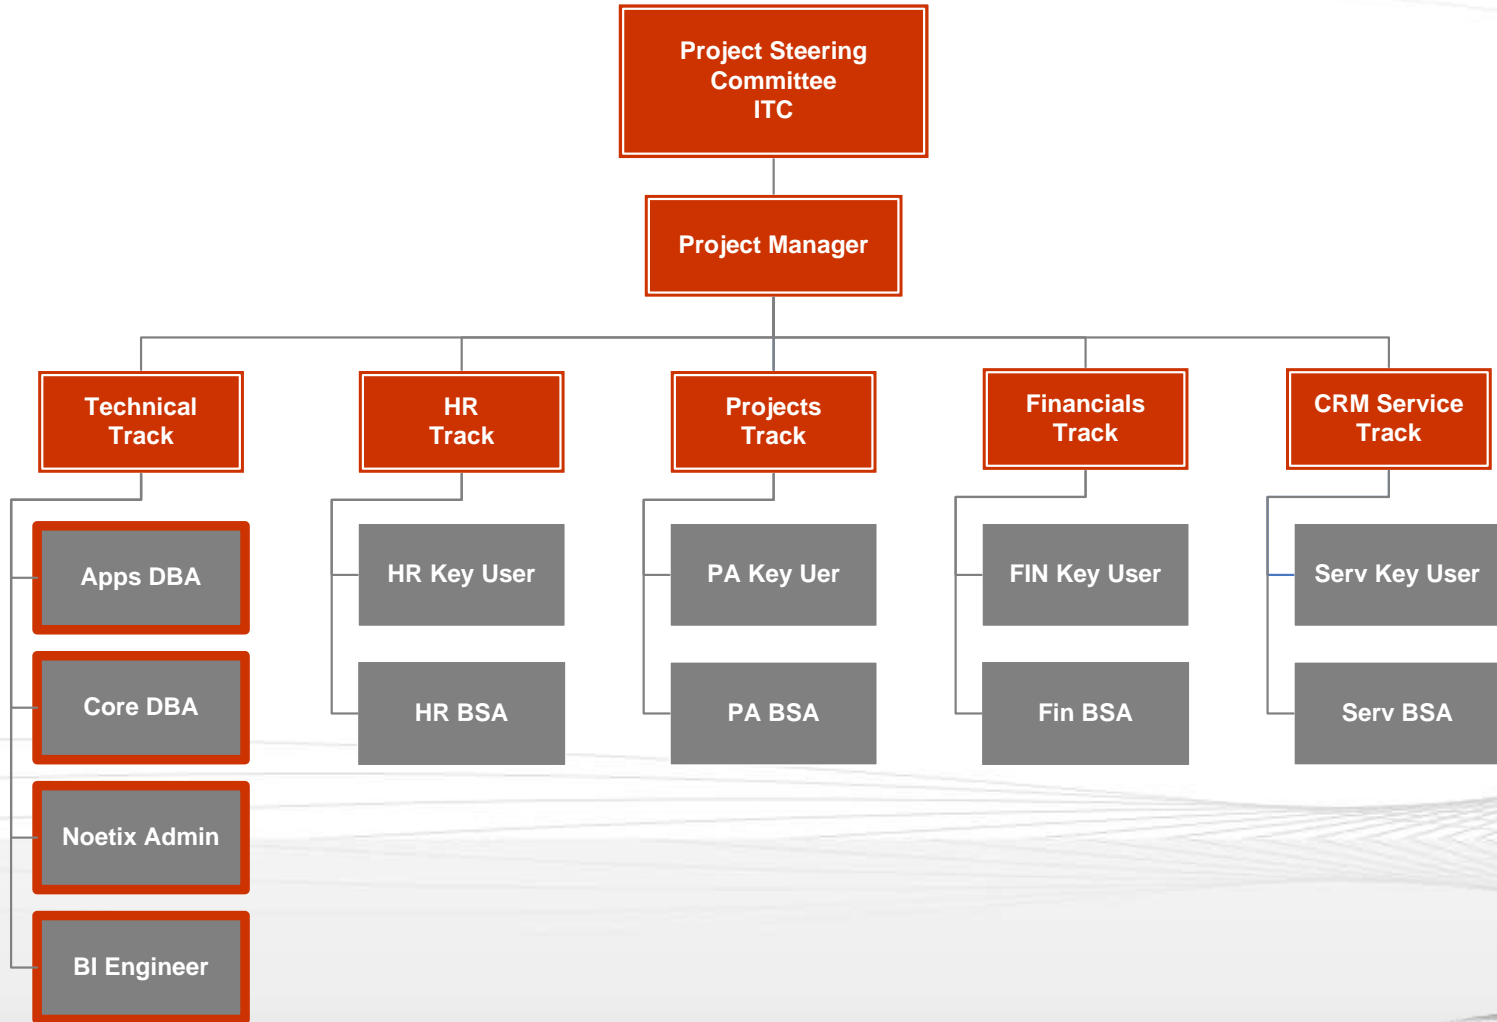 Project Steering
Committee
ITC
Project Manager
Technical
Track
HR
Track
Projects
Track
Financials
Track
CRM Service
Track
Apps DBA
HR Key User
PA Key Uer
FIN Key User
Serv Key User
Core DBA
HR BSA
PA BSA
Fin BSA
Serv BSA
Noetix Admin
BI Engineer